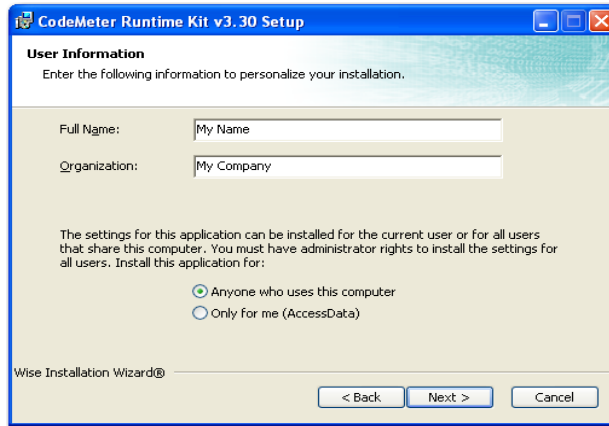 CodeMeter Runtime Kit v3.30 Setup
User Information
Enter the following information to personalize your installation.
Full Name:
My Name
Organization:
My Company
The settings for this application can be installed for the current user or for all users
that share this computer. You must have administrator rights to install the settings for
all users. Install this application for:
Anyone who uses this computer
Only for me (AccessData)
Wise Installation Wizard®
< Back
Next >
Cancel